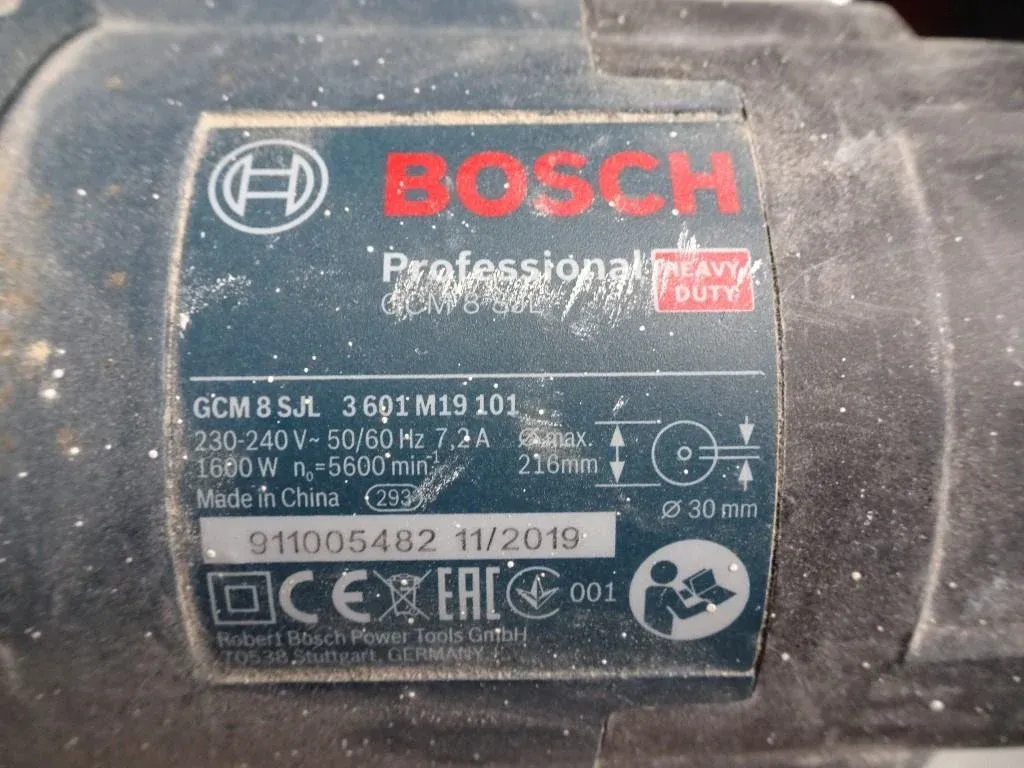 BOSCH
Professional HEAVY DUTY
GCM 8 SJL
GCM 8 SJL 3 601 M19 101
230-240 V~ 50/60 Hz 7,2 A Ø max.
1600 W n₀=5600 min⁻¹ 216mm
Made in China 293 Ø 30 mm
911005482 11/2019
CE EAC 001
Robert Bosch Power Tools GmbH
70538 Stuttgart, GERMANY